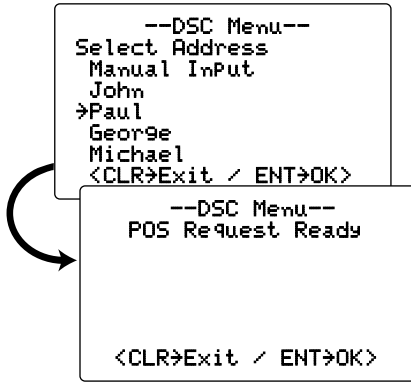 --DSC Menu--
Select Address
Manual Input
John
→Paul
George
Michael
<CLR→Exit / ENT→OK>
--DSC Menu--
POS Request Ready
<CLR→Exit / ENT→OK>